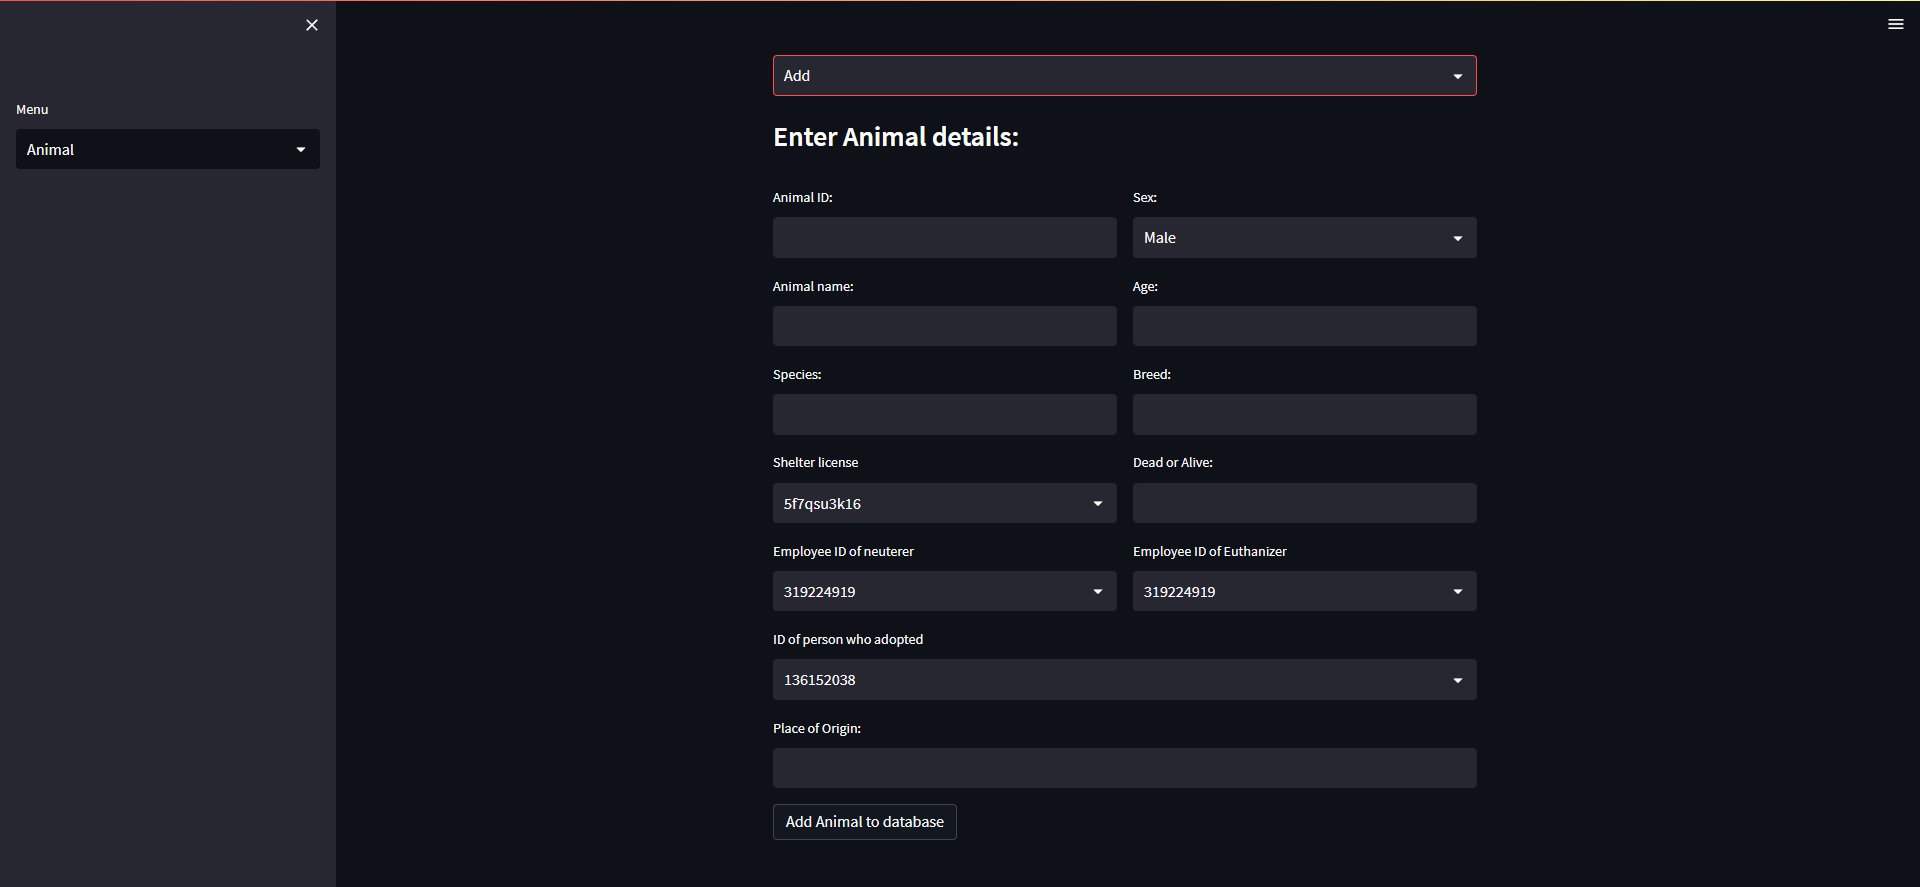 Menu
Animal
Add
Enter Animal details:
Animal ID:
Sex:
Male
Animal name:
Age:
Species:
Breed:
Shelter license
Dead or Alive:
5f7qsu3k16
Employee ID of neuterer
Employee ID of Euthanizer
319224919
319224919
ID of person who adopted
136152038
Place of Origin:
Add Animal to database